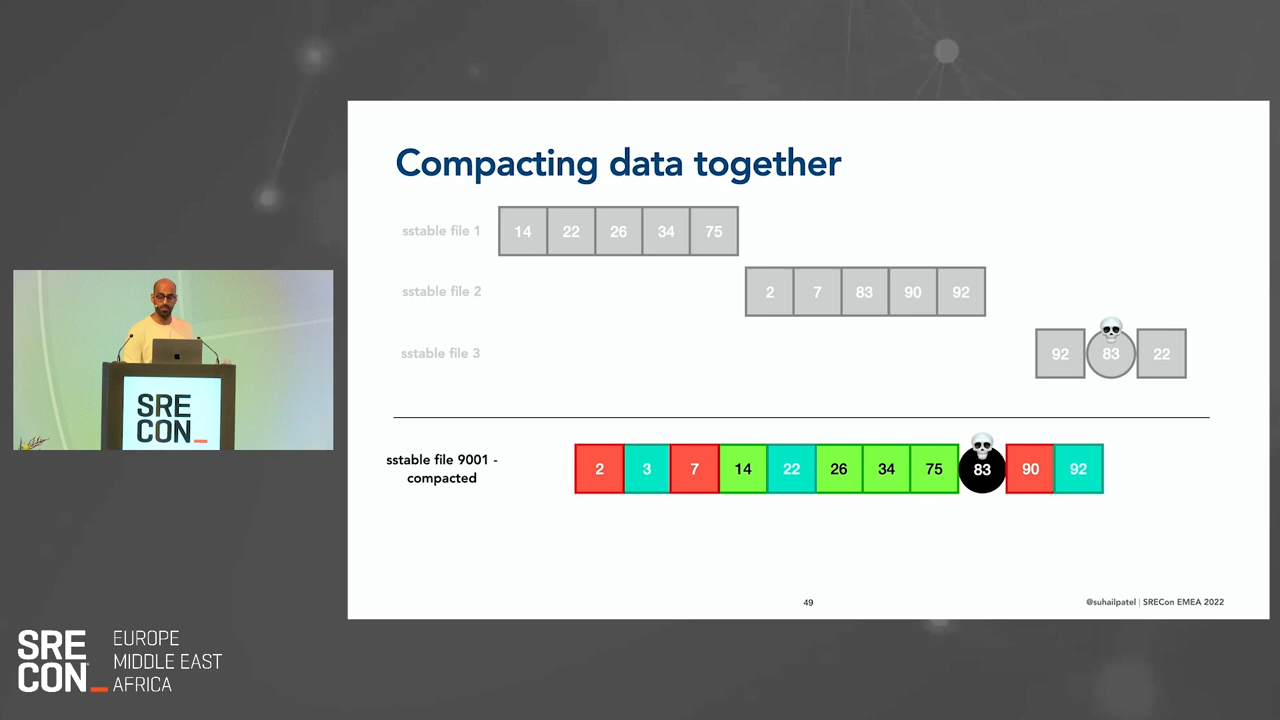 Compacting data together
sstable file 1 14 22 26 34 75
sstable file 2 2 7 83 90 92
sstable file 3 92 83 22
sstable file 9001 -
compacted
2 3 7 14 22 26 34 75 83 90 92
49
@suhailpatel | SRECon EMEA 2022
SRE
CON_
SRE
CON_
EUROPE
MIDDLE EAST
AFRICA